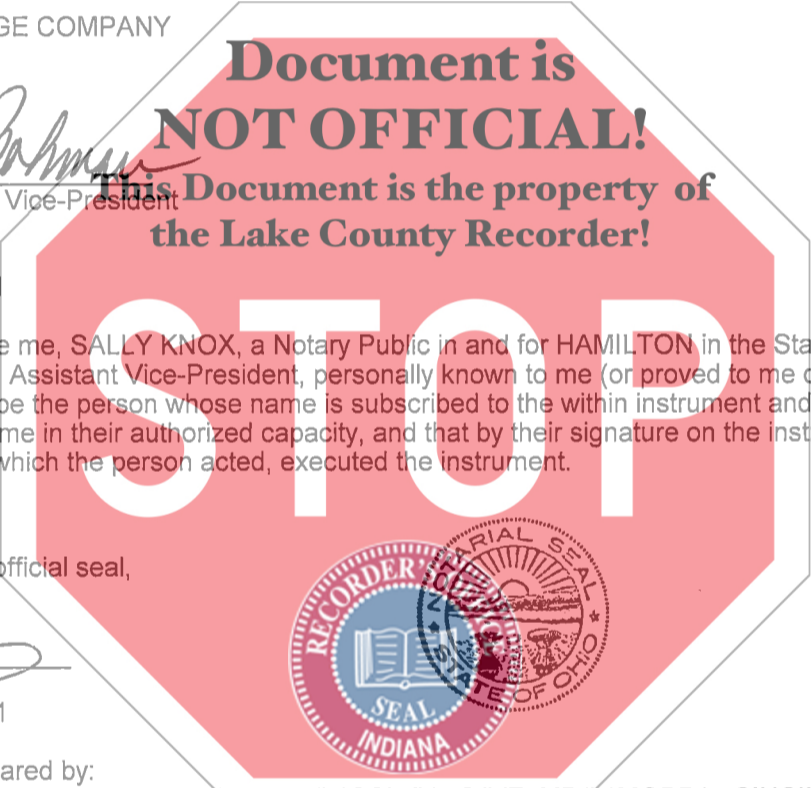 GE COMPANY
Document is
NOT OFFICIAL!
Vice-President
This Document is the property of
the Lake County Recorder!
STOP
e me, SALLY KNOX, a Notary Public in and for HAMILTON in the Sta
Assistant Vice-President, personally known to me (or proved to me o
be the person whose name is subscribed to the within instrument and
me in their authorized capacity, and that by their signature on the inst
which the person acted, executed the instrument.
official seal,
RECORDER'S OFFICE
SEAL
INDIANA
NOTARIAL SEAL
STATE OF OHIO
ared by: